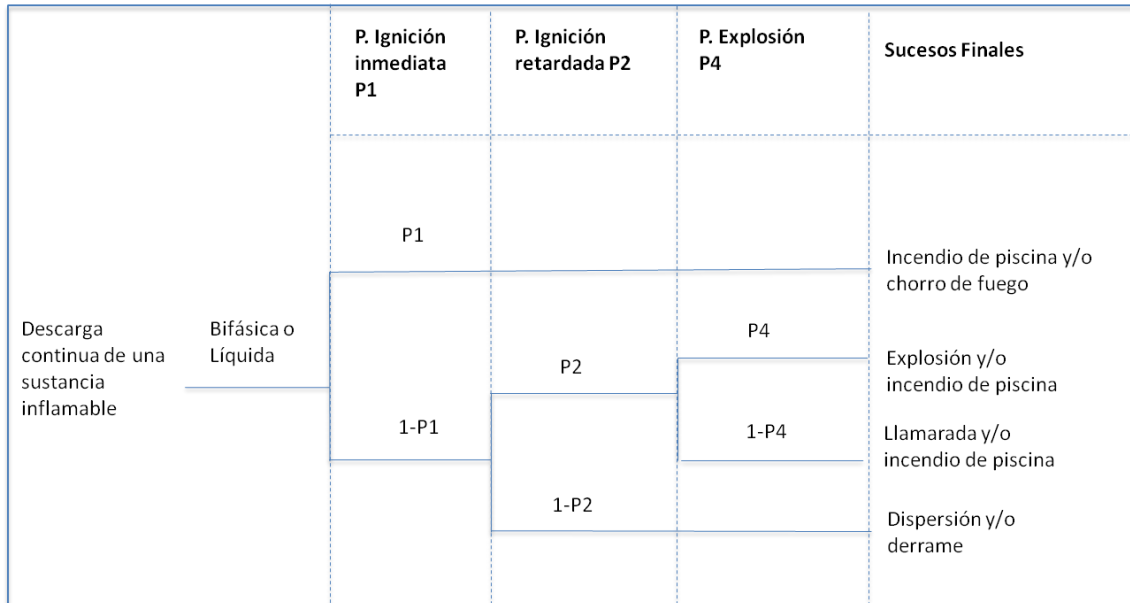 P. Ignición
inmediata
P1
P. Ignición
retardada P2
P. Explosión
P4
Sucesos Finales
P1
Incendio de piscina y/o
chorro de fuego
Descarga
continua de una
sustancia
inflamable
Bifásica o
Líquida
P4
P2
Explosión y/o
incendio de piscina
1-P1
1-P4
Llamarada y/o
incendio de piscina
1-P2
Dispersión y/o
derrame